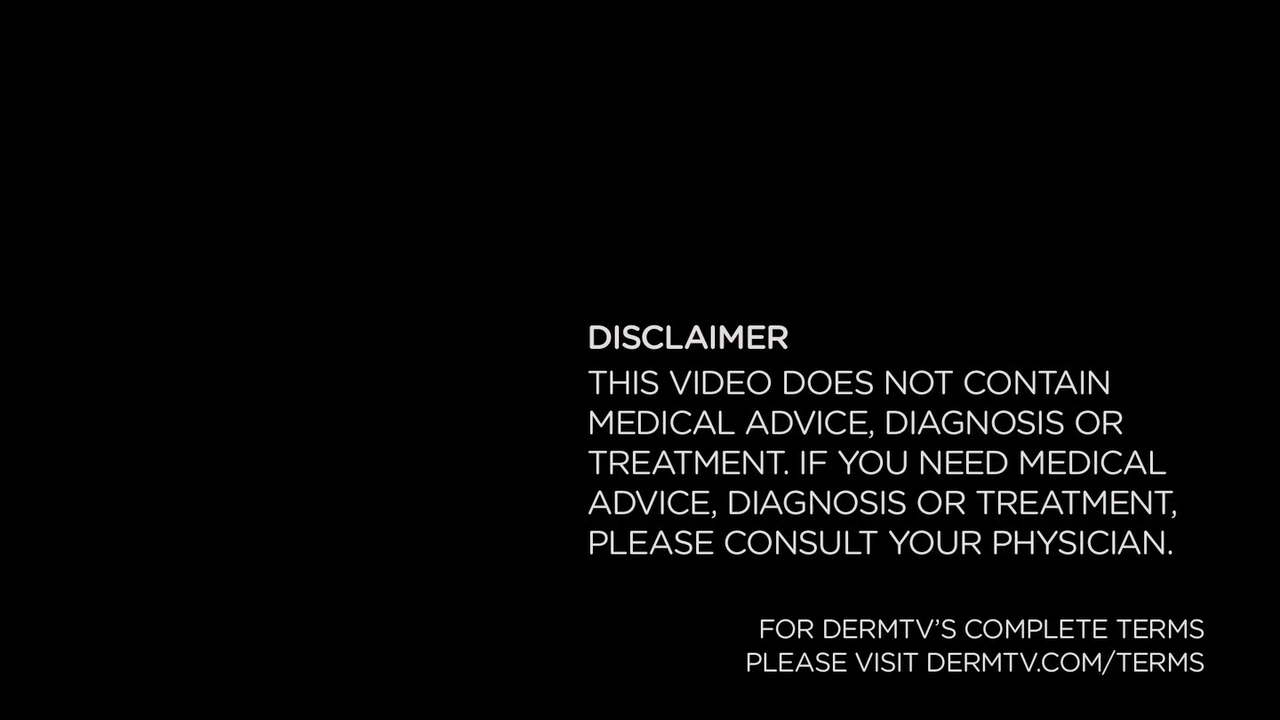 DISCLAIMER
THIS VIDEO DOES NOT CONTAIN
MEDICAL ADVICE, DIAGNOSIS OR
TREATMENT. IF YOU NEED MEDICAL
ADVICE, DIAGNOSIS OR TREATMENT,
PLEASE CONSULT YOUR PHYSICIAN.
FOR DERMTV’S COMPLETE TERMS
PLEASE VISIT DERMTV.COM/TERMS